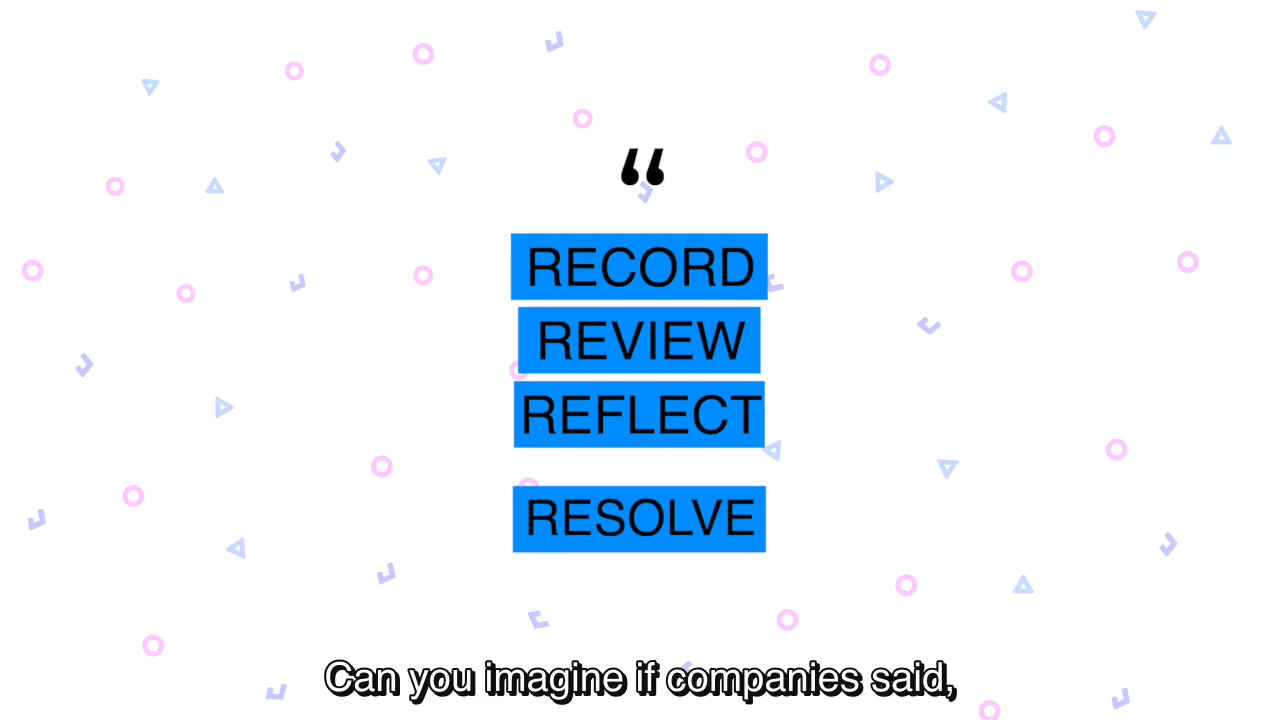 “
RECORD
REVIEW
REFLECT
RESOLVE
Can you imagine if companies said,